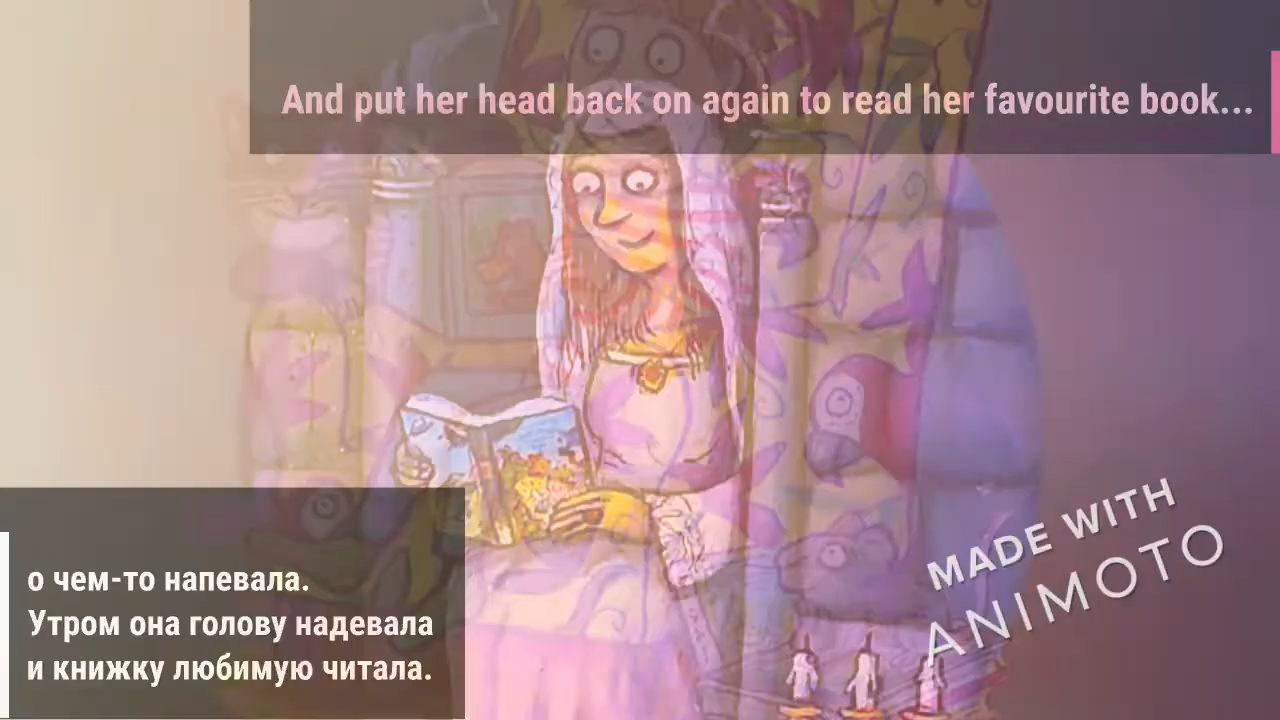 And put her head back on again to read her favourite book...
о чем-то напевала.
Утром она голову надевала
и книжку любимую читала.
MADE WITH
ANIMOTO